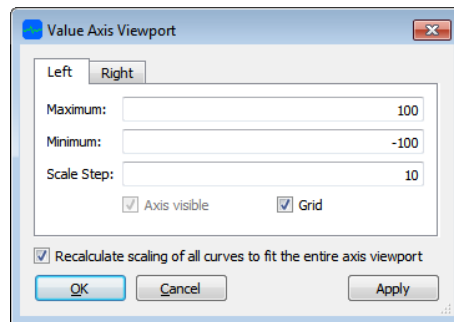 Value Axis Viewport
Left Right
Maximum: 100
Minimum: -100
Scale Step: 10
Axis visible Grid
Recalculate scaling of all curves to fit the entire axis viewport
OK Cancel Apply